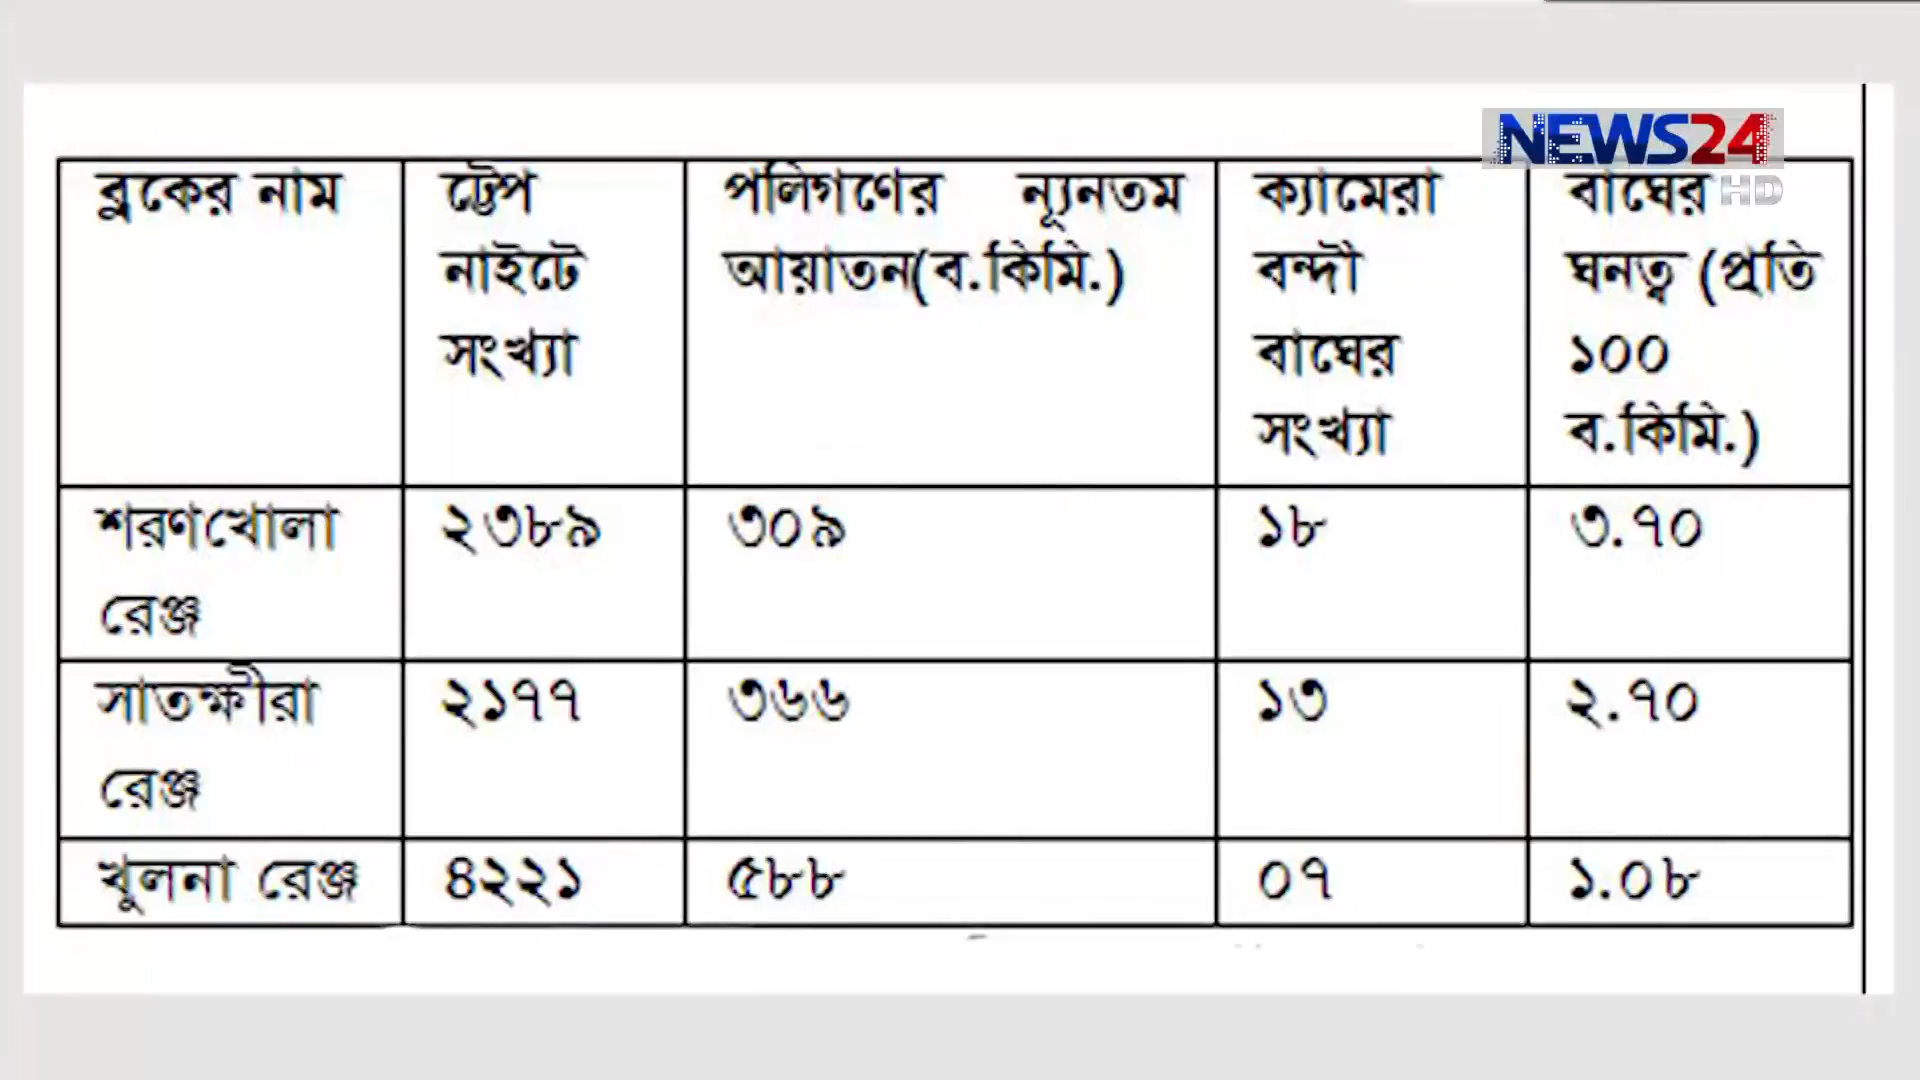 NEWS24
HD
ব্লকের নাম
ট্রেপ
নাইটে
সংখ্যা
পলিগণের ন্যূনতম
আয়াতন(ব.কিমি.)
ক্যামেরা
বন্দী
বাঘের
সংখ্যা
বাঘের
ঘনত্ব (প্রতি
১০০
ব.কিমি.)
শরণখোলা
রেঞ্জ
২৩৮৯
৩০৯
১৮
৩.৭০
সাতক্ষীরা
রেঞ্জ
২১৭৭
৩৬৬
১৩
২.৭০
খুলনা রেঞ্জ
৪২২১
৫৮৮
০৭
১.০৮